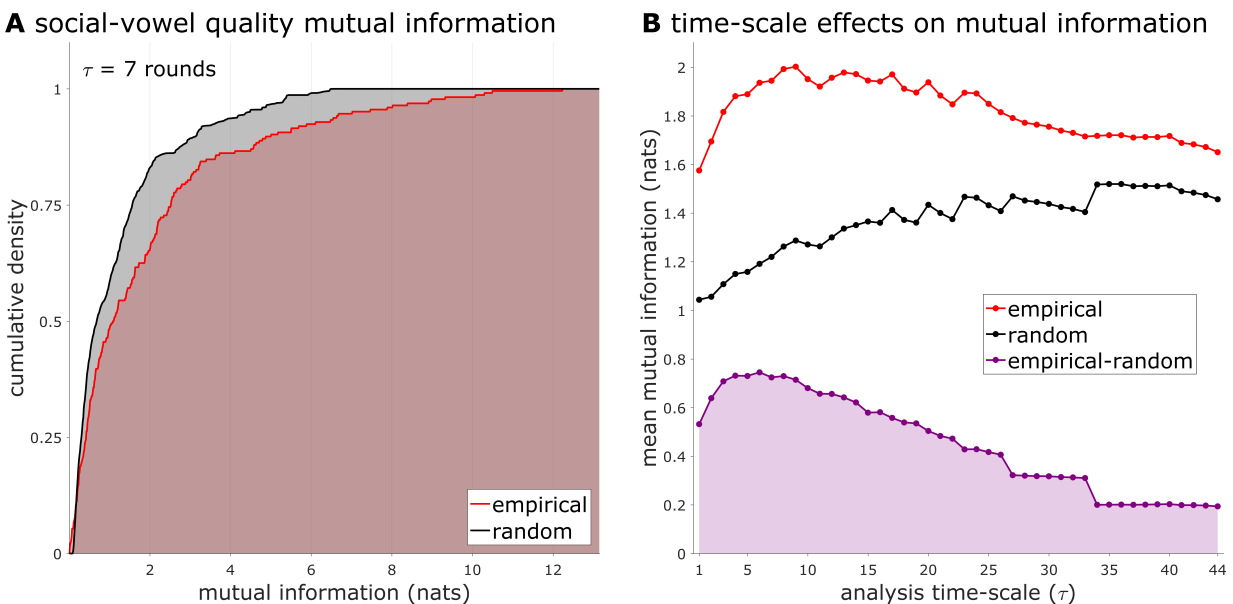 A social-vowel quality mutual information
τ = 7 rounds
1
0.75
0.5
0.25
0
cumulative density
2 4 6 8 10 12
mutual information (nats)
empirical
random
B time-scale effects on mutual information
2
1.8
1.6
1.4
1.2
1
0.8
0.6
0.4
0.2
0
mean mutual information (nats)
empirical
random
empirical-random
1 5 10 15 20 25 30 35 40 44
analysis time-scale (τ)